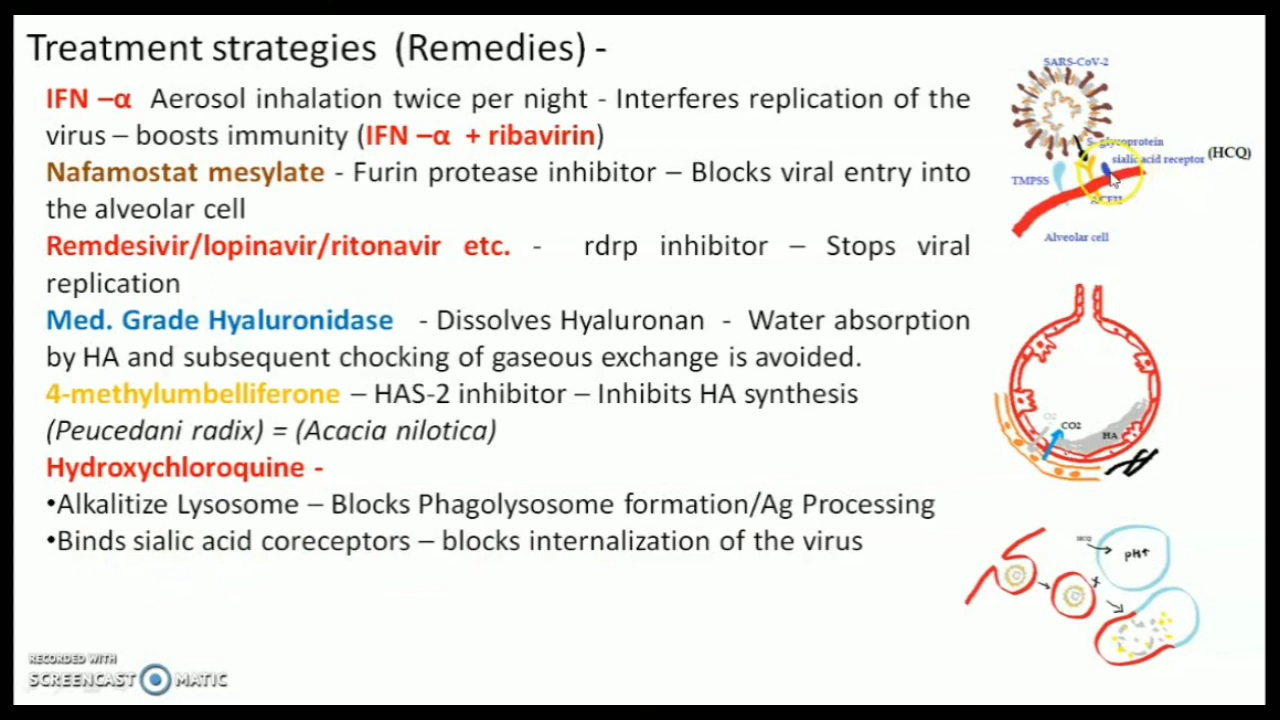 Treatment strategies (Remedies) -
IFN –α Aerosol inhalation twice per night - Interferes replication of the
virus – boosts immunity (IFN –α + ribavirin)
Nafamostat mesylate - Furin protease inhibitor – Blocks viral entry into
the alveolar cell
Remdesivir/lopinavir/ritonavir etc. - rdrp inhibitor – Stops viral
replication
Med. Grade Hyaluronidase - Dissolves Hyaluronan - Water absorption
by HA and subsequent chocking of gaseous exchange is avoided.
4-methylumbelliferone – HAS-2 inhibitor – Inhibits HA synthesis
(Peucedani radix) = (Acacia nilotica)
Hydroxychloroquine -
•Alkalitize Lysosome – Blocks Phagolysosome formation/Ag Processing
•Binds sialic acid coreceptors – blocks internalization of the virus
SARS-CoV-2
S- glycoprotein
sialic acid receptor (HCQ)
TMPSS
Alveolar cell
O2
CO2
HA
HCQ
pH↑
RECORDED WITH
SCREENCAST MATIC